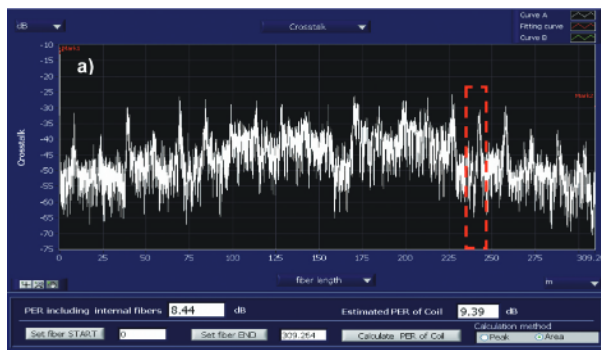 dB Crosstalk Curve A
Fitting curve
Curve B
a)
Crosstalk
-10
-15
-20
-25
-30
-35
-40
-45
-50
-55
-60
-65
-70
-75
0 25 50 75 100 125 150 175 200 225 250 275 309.2
fiber length m
PER including internal fibers 8.44 dB Estimated PER of Coil 9.39 dB
Set fiber START 0 Set fiber END 309.264 Calculate PER of Coil
Calculation method
Peak Area